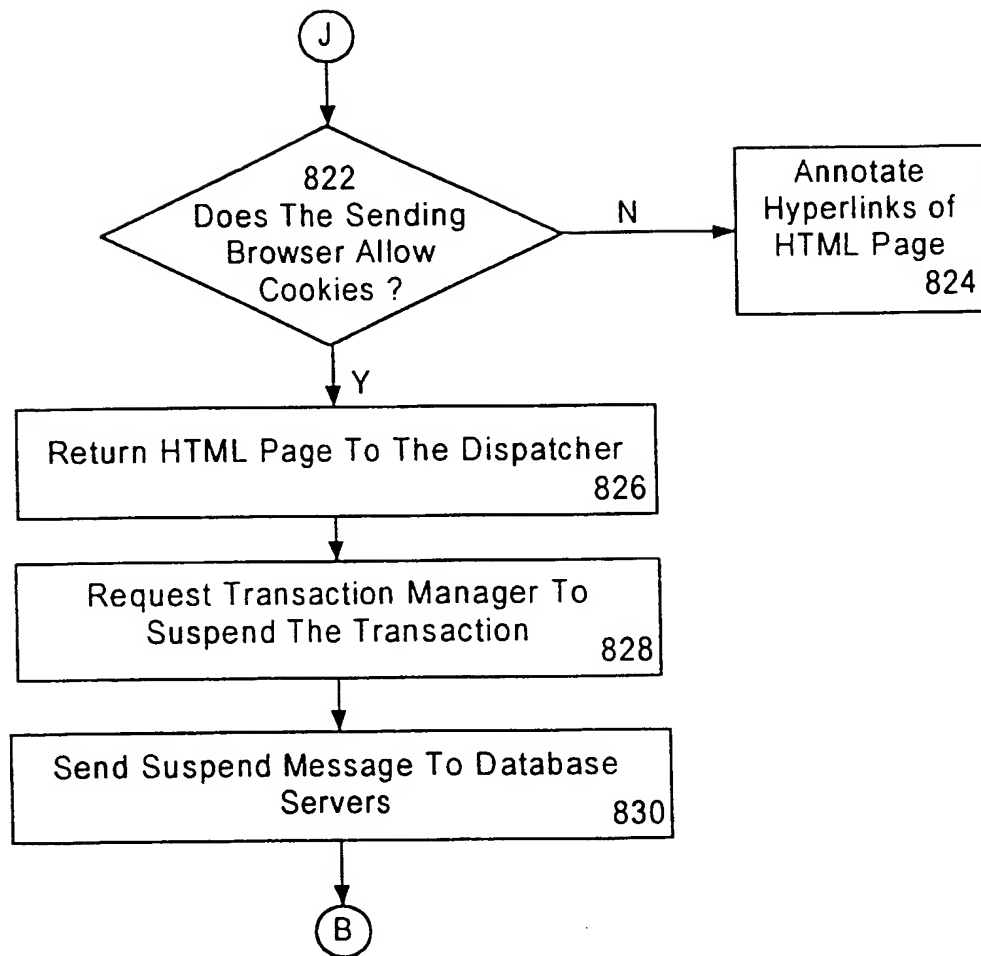 J
822
Does The Sending
Browser Allow
Cookies ?
N
Annotate
Hyperlinks of
HTML Page
824
Y
Return HTML Page To The Dispatcher
826
Request Transaction Manager To
Suspend The Transaction
828
Send Suspend Message To Database
Servers
830
B